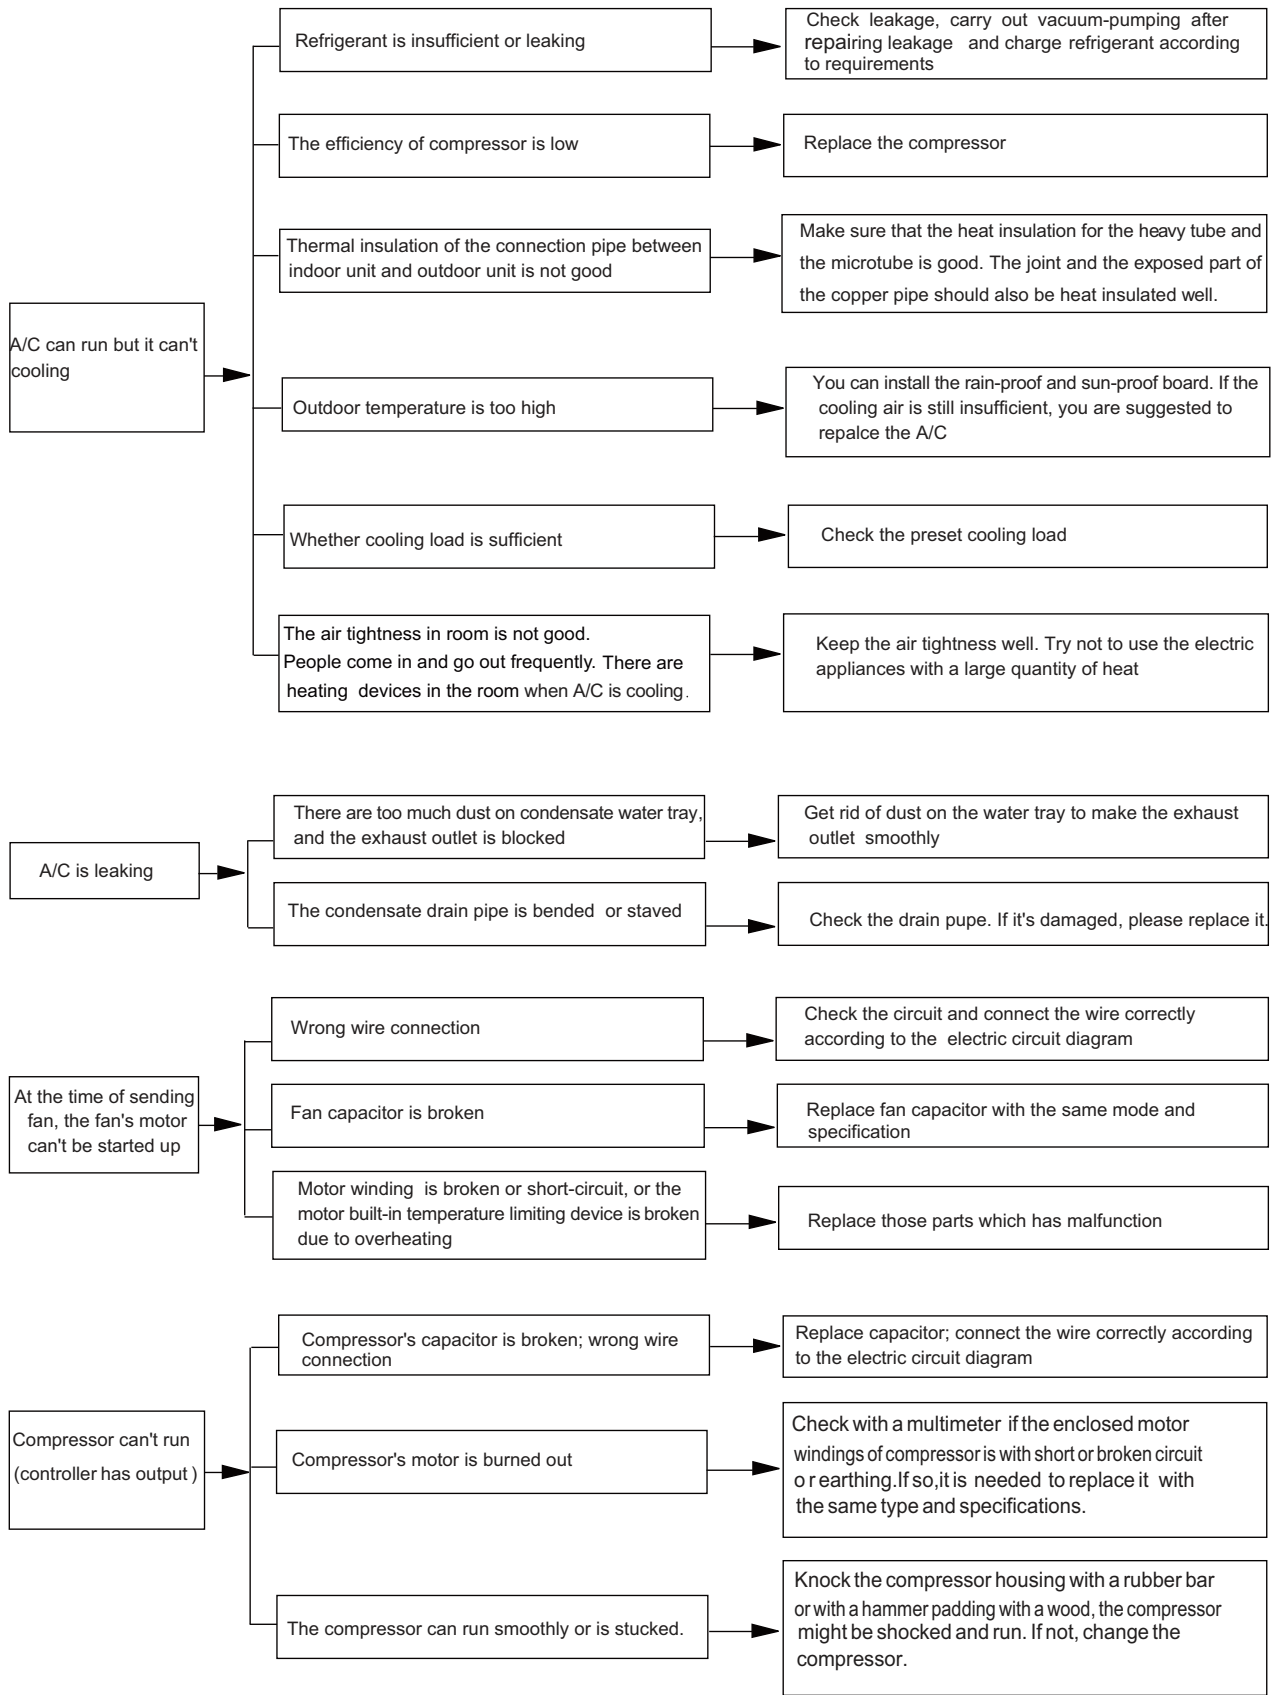 Refrigerant is insufficient or leaking
Check leakage, carry out vacuum-pumping after
repairing leakage and charge refrigerant according
to requirements
The efficiency of compressor is low
Replace the compressor
Thermal insulation of the connection pipe between
indoor unit and outdoor unit is not good
Make sure that the heat insulation for the heavy tube and
the microtube is good. The joint and the exposed part of
the copper pipe should also be heat insulated well.
A/C can run but it can't
cooling
Outdoor temperature is too high
You can install the rain-proof and sun-proof board. If the
cooling air is still insufficient, you are suggested to
repalce the A/C
Whether cooling load is sufficient
Check the preset cooling load
The air tightness in room is not good.
People come in and go out frequently. There are
heating devices in the room when A/C is cooling.
Keep the air tightness well. Try not to use the electric
appliances with a large quantity of heat
A/C is leaking
There are too much dust on condensate water tray,
and the exhaust outlet is blocked
Get rid of dust on the water tray to make the exhaust
outlet smoothly
The condensate drain pipe is bended or staved
Check the drain pupe. If it's damaged, please replace it.
At the time of sending
fan, the fan's motor
can't be started up
Wrong wire connection
Check the circuit and connect the wire correctly
according to the electric circuit diagram
Fan capacitor is broken
Replace fan capacitor with the same mode and
specification
Motor winding is broken or short-circuit, or the
motor built-in temperature limiting device is broken
due to overheating
Replace those parts which has malfunction
Compressor can't run
(controller has output )
Compressor's capacitor is broken; wrong wire
connection
Replace capacitor; connect the wire correctly according
to the electric circuit diagram
Compressor's motor is burned out
Check with a multimeter if the enclosed motor
windings of compressor is with short or broken circuit
o r earthing.If so,it is needed to replace it with
the same type and specifications.
The compressor can run smoothly or is stucked.
Knock the compressor housing with a rubber bar
or with a hammer padding with a wood, the compressor
might be shocked and run. If not, change the
compressor.